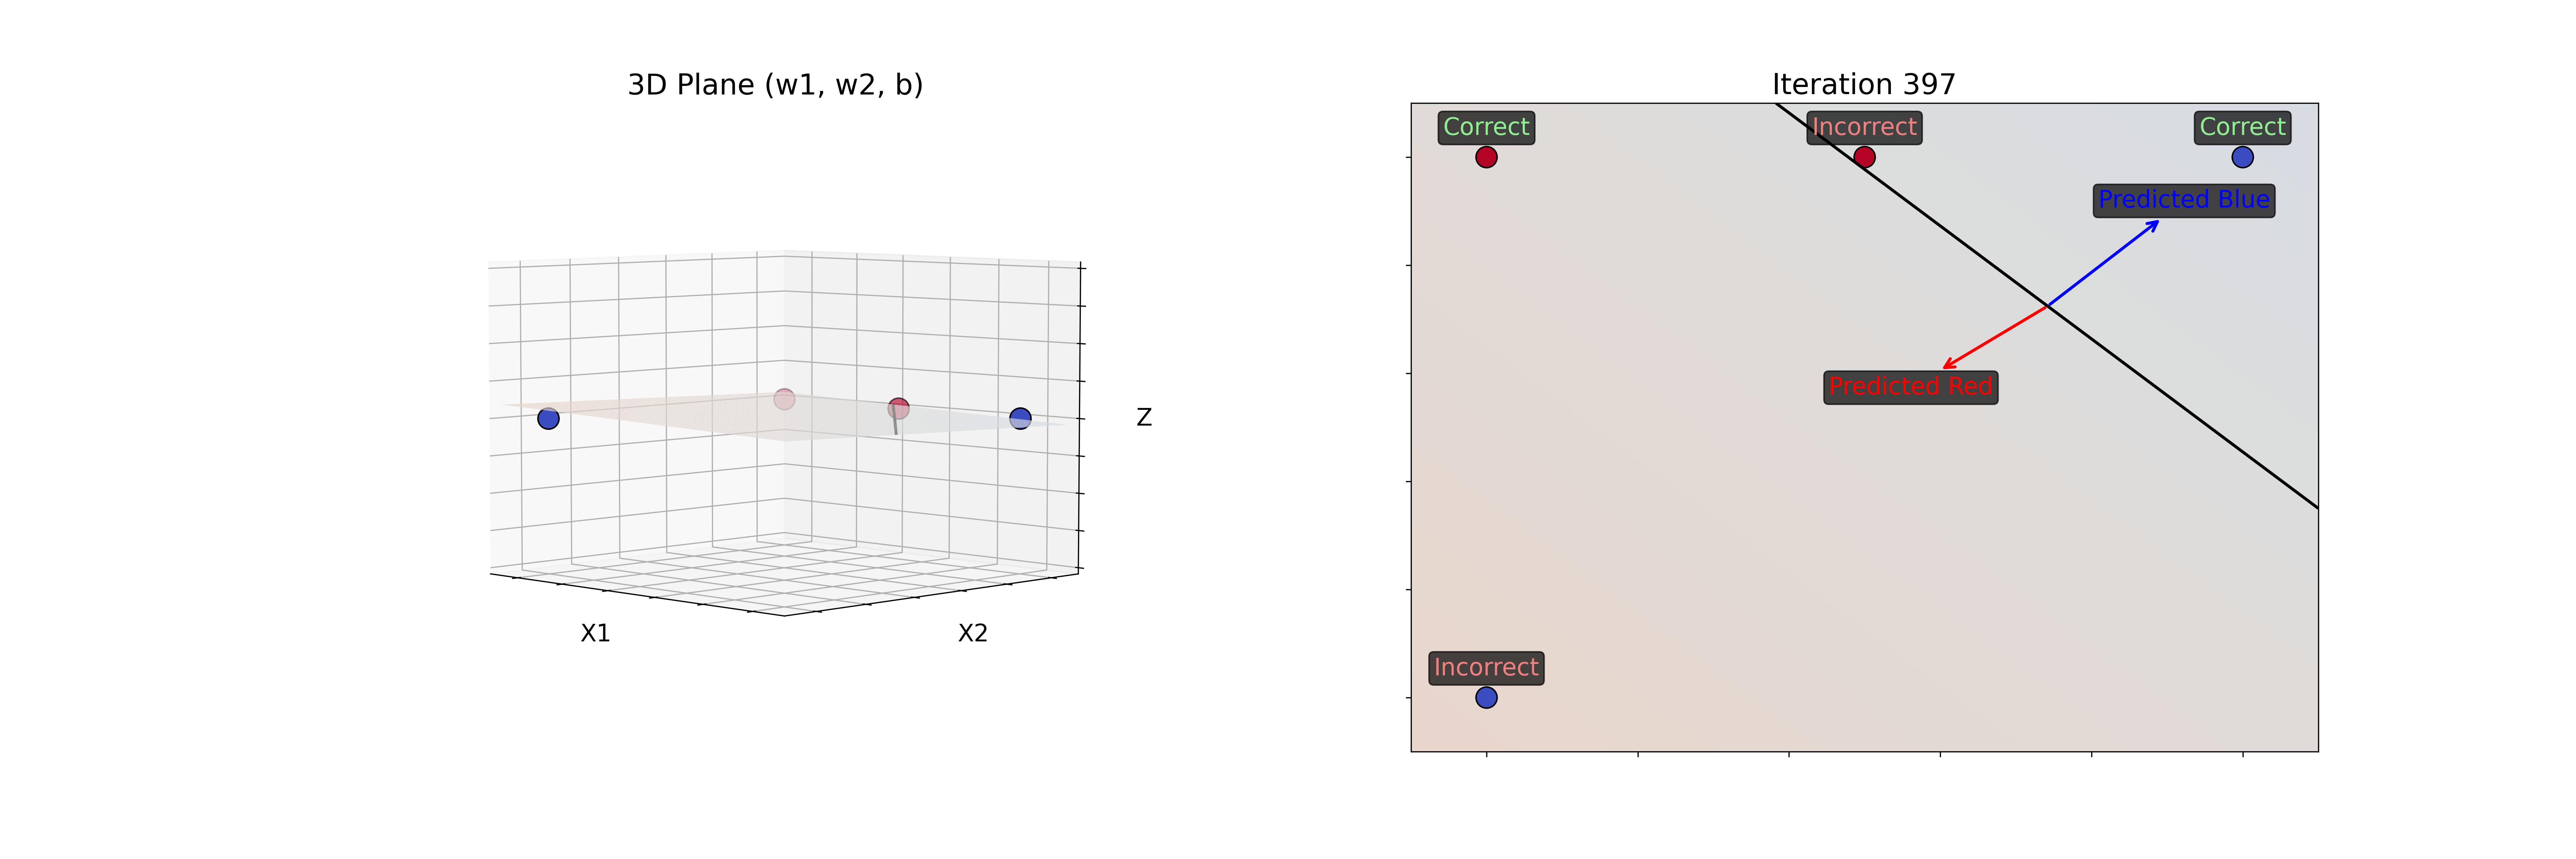 3D Plane (w1, w2, b)
Z
X1
X2
Iteration 397
Correct
Incorrect
Correct
Predicted Blue
Predicted Red
Incorrect